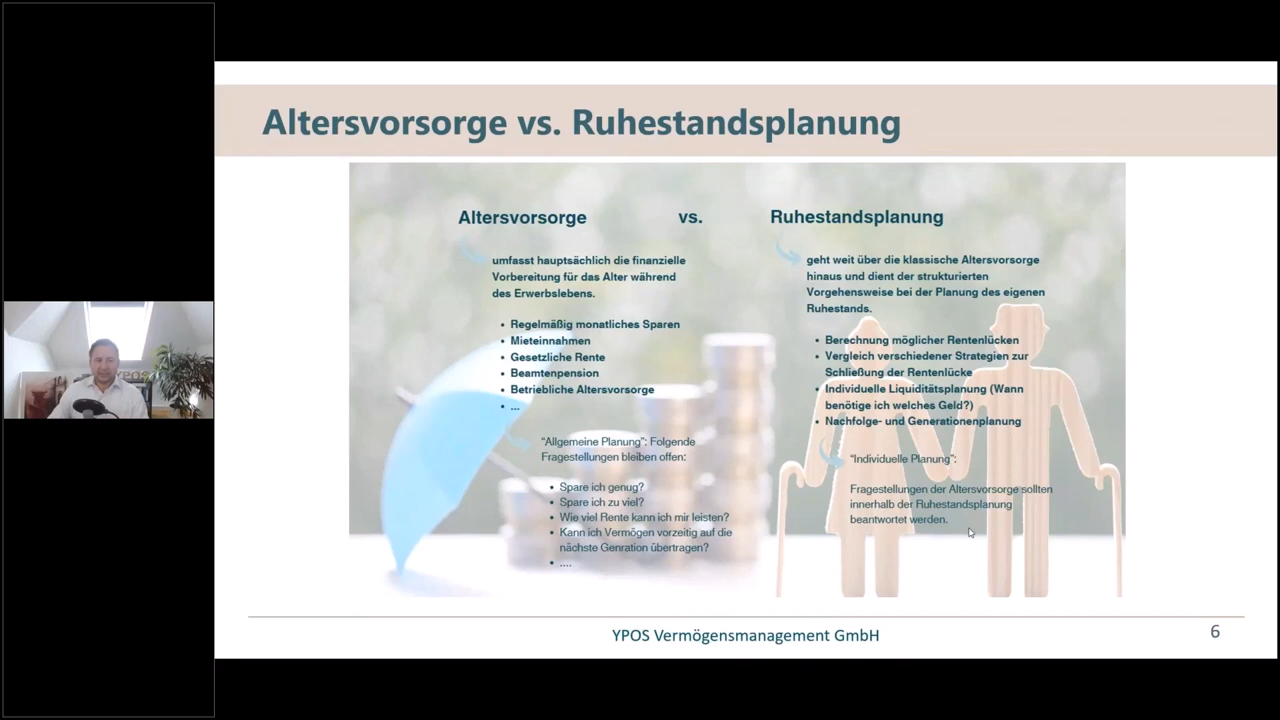 Altersvorsorge vs. Ruhestandsplanung
Altersvorsorge vs. Ruhestandsplanung
umfasst hauptsächlich die finanzielle
Vorbereitung für das Alter während
des Erwerbslebens.
• Regelmäßig monatliches Sparen
• Mieteinnahmen
• Gesetzliche Rente
• Beamtenpension
• Betriebliche Altersvorsorge
• ...
“Allgemeine Planung”: Folgende
Fragestellungen bleiben offen:
• Spare ich genug?
• Spare ich zu viel?
• Wie viel Rente kann ich mir leisten?
• Kann ich Vermögen vorzeitig auf die
nächste Genration übertragen?
• ....
geht weit über die klassische Altersvorsorge
hinaus und dient der strukturierten
Vorgehensweise bei der Planung des eigenen
Ruhestands.
• Berechnung möglicher Rentenlücken
• Vergleich verschiedener Strategien zur
Schließung der Rentenlücke
• Individuelle Liquiditätsplanung (Wann
benötige ich welches Geld?)
• Nachfolge- und Generationenplanung
“Individuelle Planung”:
Fragestellungen der Altersvorsorge sollten
innerhalb der Ruhestandsplanung
beantwortet werden.
YPOS Vermögensmanagement GmbH
6